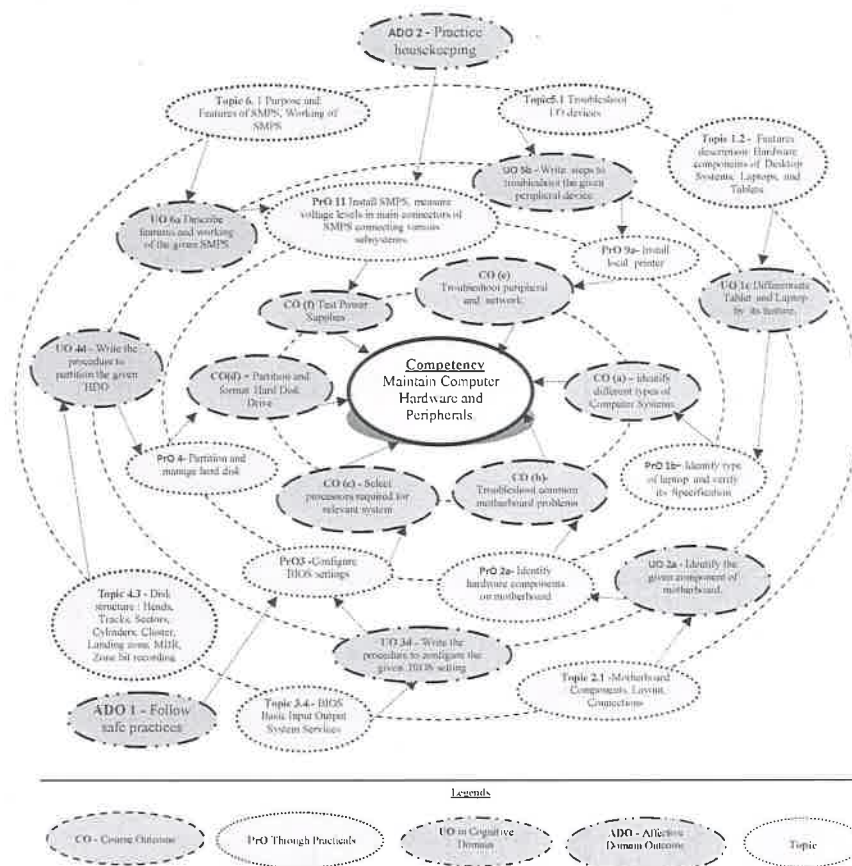 ADO 2 - Practice
housekeeping
Topic 6. 1 Purpose and
Features of SMPS, Working of
SMPS
Topic5.1 Troubleshoot
I/O devices
Topic 1.2 - Features
description: Hardware
components of Desktop
Systems, Laptops, and
Tablets
UO 5b - Write steps to
troubleshoot the given
peripheral device
PrO 11 Install SMPS, measure
voltage levels in main connectors of
SMPS connecting various
subsystems.
UO 6a Describe
features and working
of the given SMPS
PrO 9a- Install
local printer
CO (e)
Troubleshoot peripheral
and network.
UO 1c Differentiate
Tablet and Laptop
by its feature.
CO (f) Test Power
Supplies
UO 4d - Write the
procedure to
partition the given
HDD
Competency
Maintain Computer
Hardware and
Peripherals.
CO(d) - Partition and
format Hard Disk
Drive
CO (a) - identify
different types of
Computer Systems
PrO 4- Partition and
manage hard disk
PrO 1b- Identify type
of laptop and verify
its Specification
CO (c) - Select
processors required for
relevant system
CO (b) -
Troubleshoot common
motherboard problems
PrO3 -Configure
BIOS settings
PrO 2a- Identify
hardware components
on motherboard
UO 2a - Identify the
given component of
motherboard.
Topic 4.3 - Disk
structure : Heads,
Tracks, Sectors,
Cylinders, Cluster,
Landing zone, MBR,
Zone bit recording
UO 3d - Write the
procedure to configure the
given BIOS setting
Topic 2.1 -Motherboard
Components, Layout,
Connections
ADO 1 - Follow
safe practices
Topic 3.4 - BIOS
Basic Input Output
System Services
Legends
CO - Course Outcome
PrO Through Practicals
UO in Cognitive
Domain
ADO - Affective
Domain Outcome
Topic